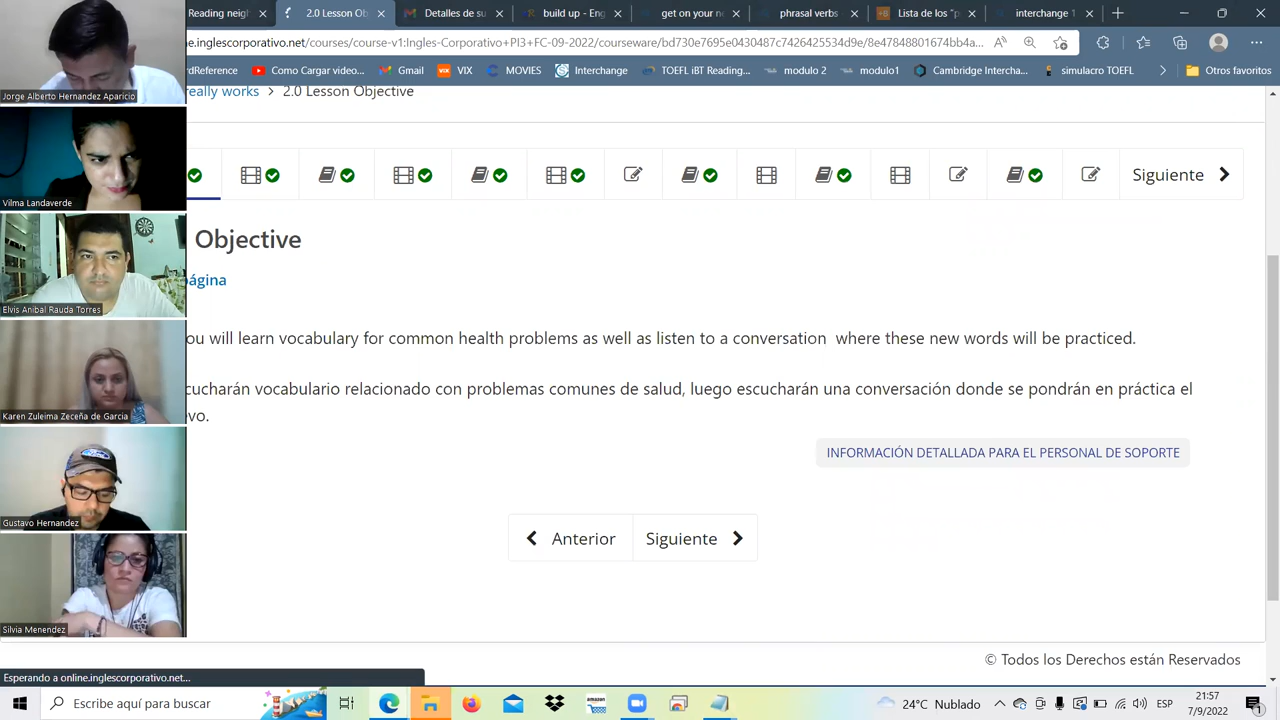 Reading neigh
2.0 Lesson Ob
Detalles de su
build up - Eng
get on your ne
phrasal verbs
Lista de los "
interchange 1
ne.inglescorporativo.net/courses/course-v1:Ingles-Corporativo+PI3+FC-09-2022/courseware/bd730e7695e0430487c7426425534d9e/8e47848801674bb4a...
rdReference
Como Cargar video...
Gmail
VIX
MOVIES
Interchange
TOEFL iBT Reading...
modulo 2
modulo1
Cambridge Intercha...
simulacro TOEFL
Otros favoritos
really works > 2.0 Lesson Objective
Siguiente
Objective
página
ou will learn vocabulary for common health problems as well as listen to a conversation where these new words will be practiced.
cucharán vocabulario relacionado con problemas comunes de salud, luego escucharán una conversación donde se pondrán en práctica el
evo.
INFORMACIÓN DETALLADA PARA EL PERSONAL DE SOPORTE
Anterior
Siguiente
© Todos los Derechos están Reservados
Jorge Alberto Hernandez Aparicio
Vilma Landaverde
Elvis Anibal Rauda Torres
Karen Zuleima Zeceña de Garcia
Gustavo Hernandez
Silvia Menendez
Esperando a online.inglescorporativo.net...
Escribe aquí para buscar
amazon
24°C Nublado
ESP
21:57
7/9/2022
1